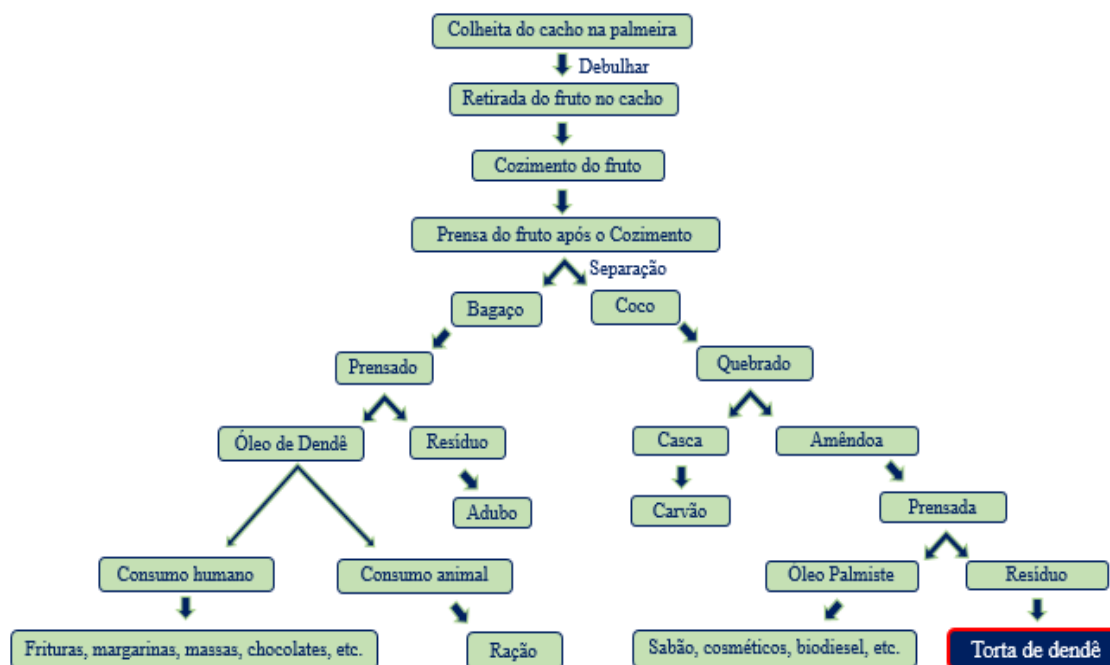 Colheita do cacho na palmeira
Debulhar
Retirada do fruto no cacho
Cozimento do fruto
Prensa do fruto após o Cozimento
Separação
Bagaço
Coco
Prensado
Quebrado
Óleo de Dendê
Resíduo
Casca
Amêndoa
Adubo
Carvão
Prensada
Consumo humano
Consumo animal
Óleo Palmiste
Resíduo
Frituras, margarinas, massas, chocolates, etc.
Ração
Sabão, cosméticos, biodiesel, etc.
Torta de dendê